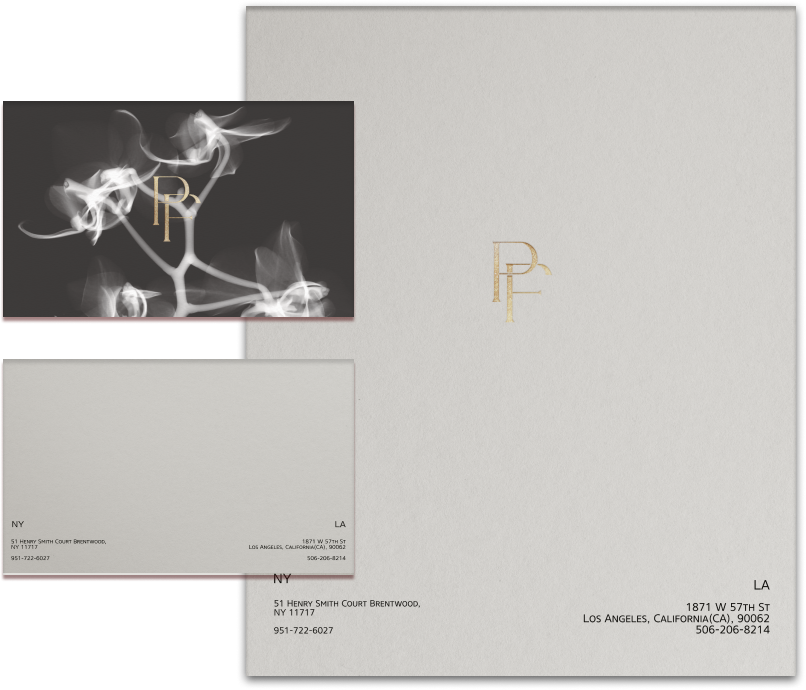 PF
NY
LA
51 Henry Smith Court Brentwood,
NY 11717
951-722-6027
1871 W 57th St
Los Angeles, California(CA), 90062
506-206-8214
PF
NY
LA
51 Henry Smith Court Brentwood,
NY 11717
951-722-6027
1871 W 57th St
Los Angeles, California(CA), 90062
506-206-8214